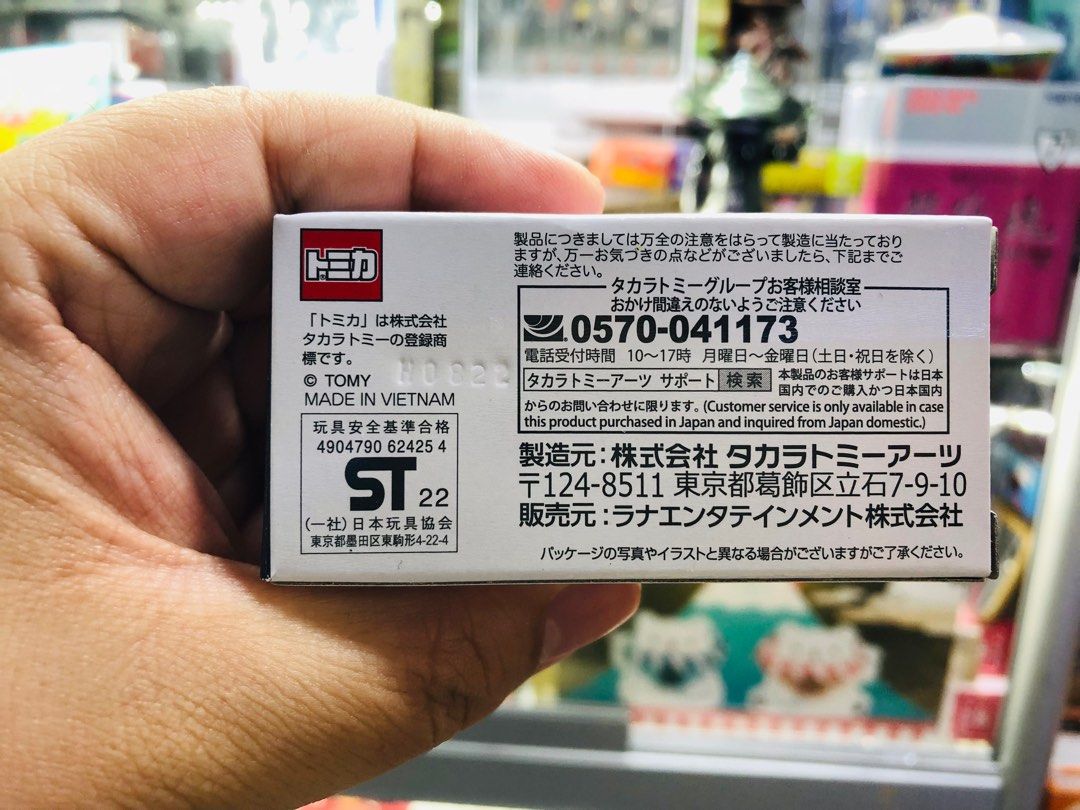 トミカ
「トミカ」は株式会社
タカラトミーの登録商
標です。
© TOMY
H0822
MADE IN VIETNAM
玩具安全基準合格
4904790 62425 4
ST 22
(一社)日本玩具協会
東京都墨田区東駒形4-22-4
製品につきましては万全の注意をはらって製造に当たっており
ますが、万一お気づきの点などがございましたら、下記までご
連絡ください。
タカラトミーグループお客様相談室
おかけ間違えのないようご注意ください
0570-041173
電話受付時間 10〜17時 月曜日〜金曜日(土日・祝日を除く)
タカラトミーアーツ サポート 検索
本製品のお客様サポートは日本
国内でのご購入かつ日本国内
からのお問い合わせに限ります。(Customer service is only available in case
this product purchased in Japan and inquired from Japan domestic.)
製造元:株式会社 タカラトミーアーツ
〒124-8511 東京都葛飾区立石7-9-10
販売元:ラナエンタテインメント株式会社
パッケージの写真やイラストと異なる場合がございますがご了承ください。